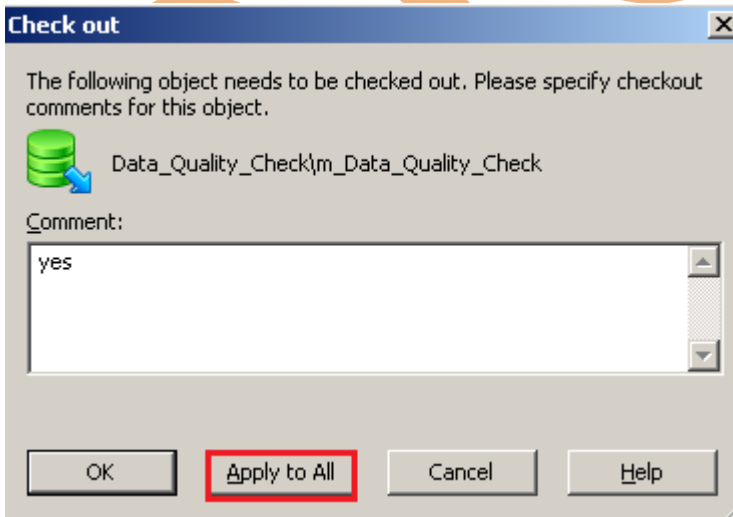 Check out
The following object needs to be checked out. Please specify checkout
comments for this object.
Data_Quality_Check\m_Data_Quality_Check
Comment:
yes
OK Apply to All Cancel Help